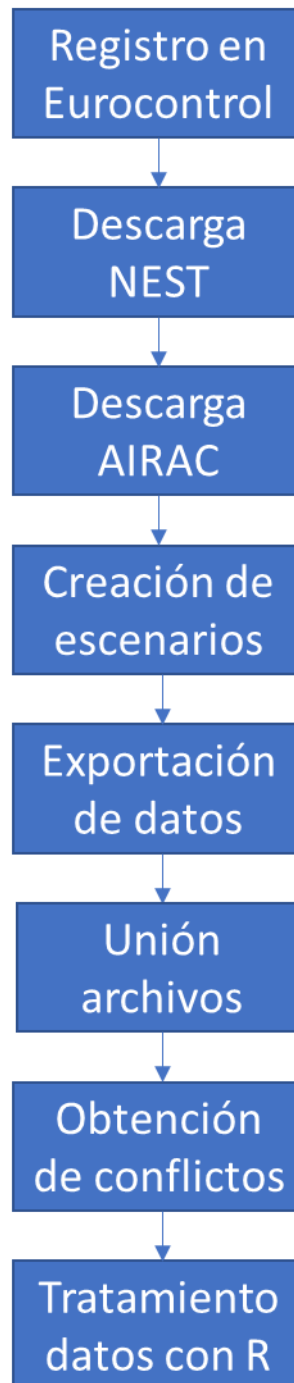 Registro en
Eurocontrol
Descarga
NEST
Descarga
AIRAC
Creación de
escenarios
Exportación
de datos
Unión
archivos
Obtención
de conflictos
Tratamiento
datos con R